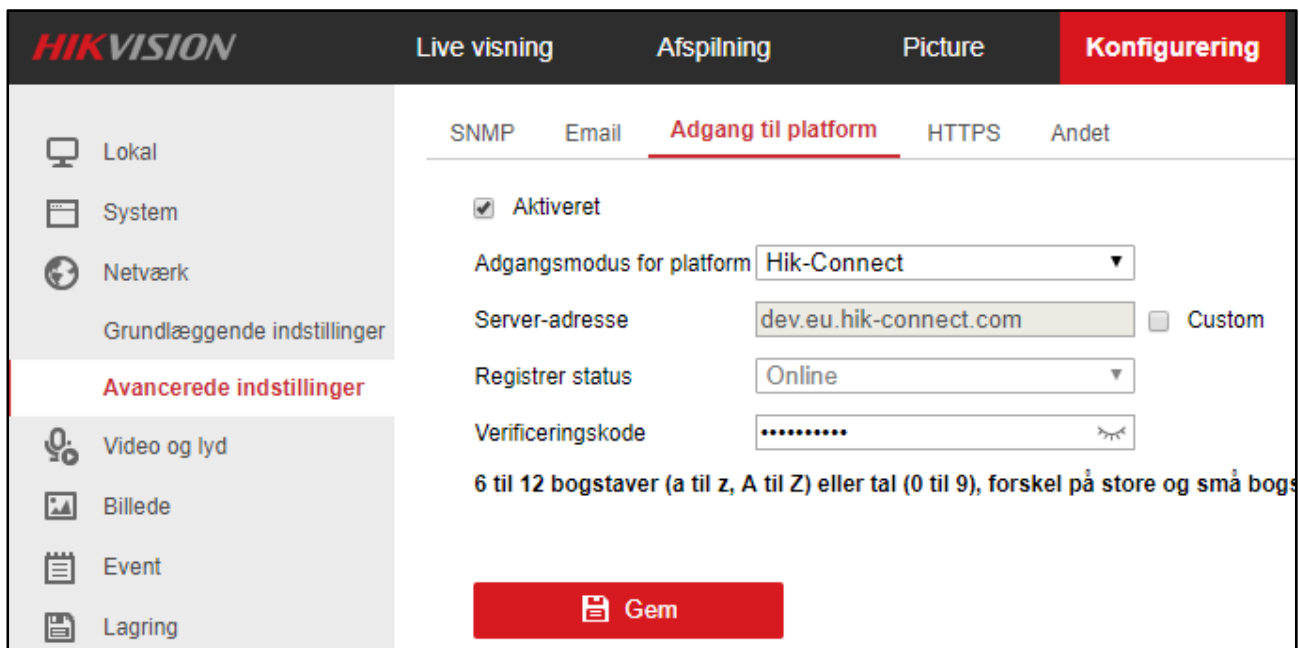 HIKVISION Live visning Afspilning Picture Konfigurering
SNMP Email Adgang til platform HTTPS Andet
Lokal
System
Netværk
Grundlæggende indstillinger
Avancerede indstillinger
Video og lyd
Billede
Event
Lagring
Aktiveret
Adgangsmodus for platform Hik-Connect
Server-adresse dev.eu.hik-connect.com Custom
Registrer status Online
Verificeringskode ••••••••••
6 til 12 bogstaver (a til z, A til Z) eller tal (0 til 9), forskel på store og små bogs
Gem